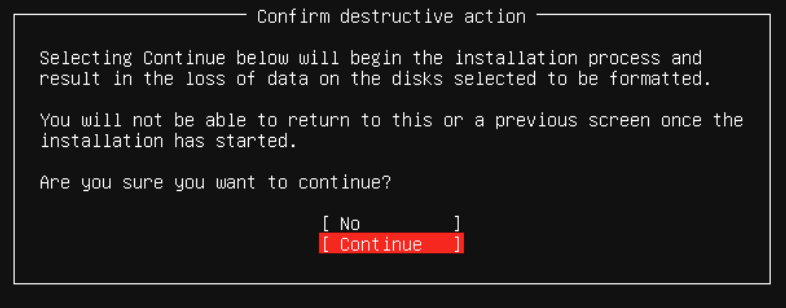 Confirm destructive action
Selecting Continue below will begin the installation process and
result in the loss of data on the disks selected to be formatted.
You will not be able to return to this or a previous screen once the
installation has started.
Are you sure you want to continue?
[ No ]
[ Continue ]